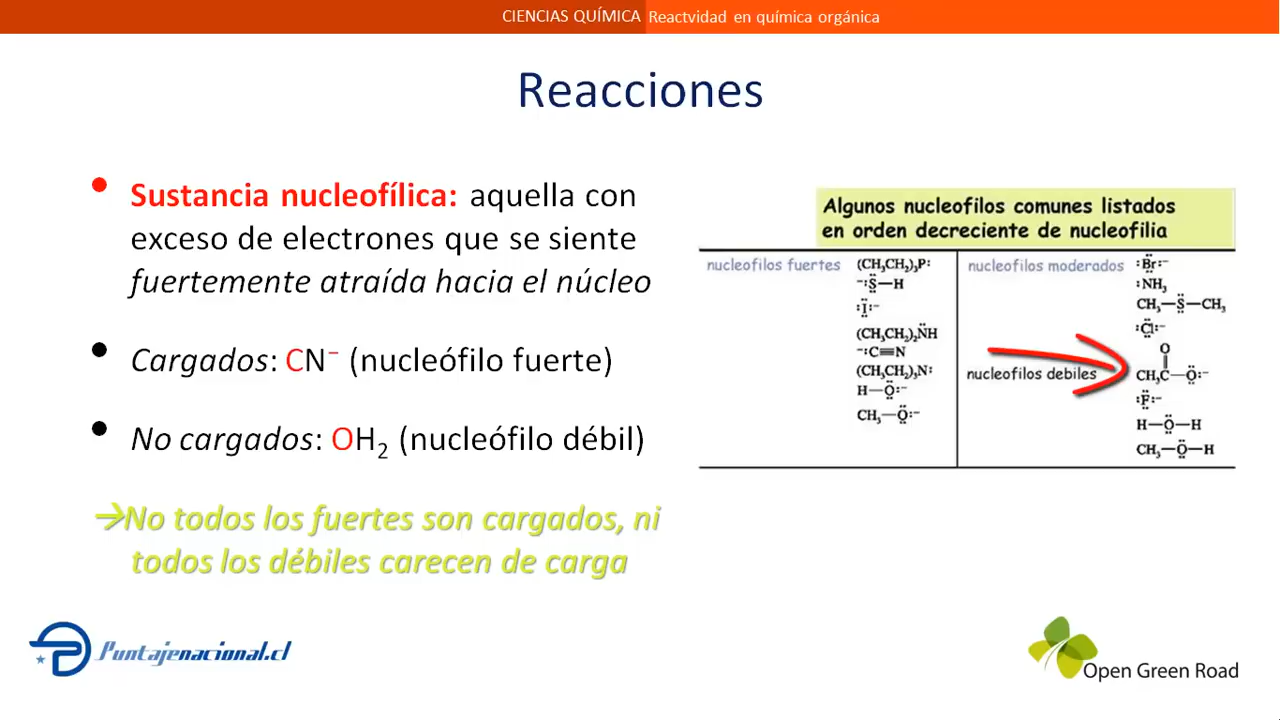 CIENCIAS QUÍMICA Reactvidad en química orgánica
Reacciones
• Sustancia nucleofílica: aquella con
exceso de electrones que se siente
fuertemente atraída hacia el núcleo
• Cargados: CN⁻ (nucleófilo fuerte)
• No cargados: OH₂ (nucleófilo débil)
→No todos los fuertes son cargados, ni
todos los débiles carecen de carga
Algunos nucleofilos comunes listados
en orden decreciente de nucleofilia
nucleofilos fuertes
(CH₃CH₂)₃P:
⁻:S̈–H
:Ï:⁻
(CH₃CH₂)₂N̈H
⁻:C≡N
(CH₃CH₂)₃N:
H–Ö:⁻
CH₃–Ö:⁻
nucleofilos moderados
:B̈r:⁻
:NH₃
CH₃–S̈–CH₃
:C̈l:⁻
nucleofilos débiles
O
CH₃C–Ö:⁻
:F̈:⁻
H–Ö–H
CH₃–Ö–H
Puntajenacional.cl
Open Green Road